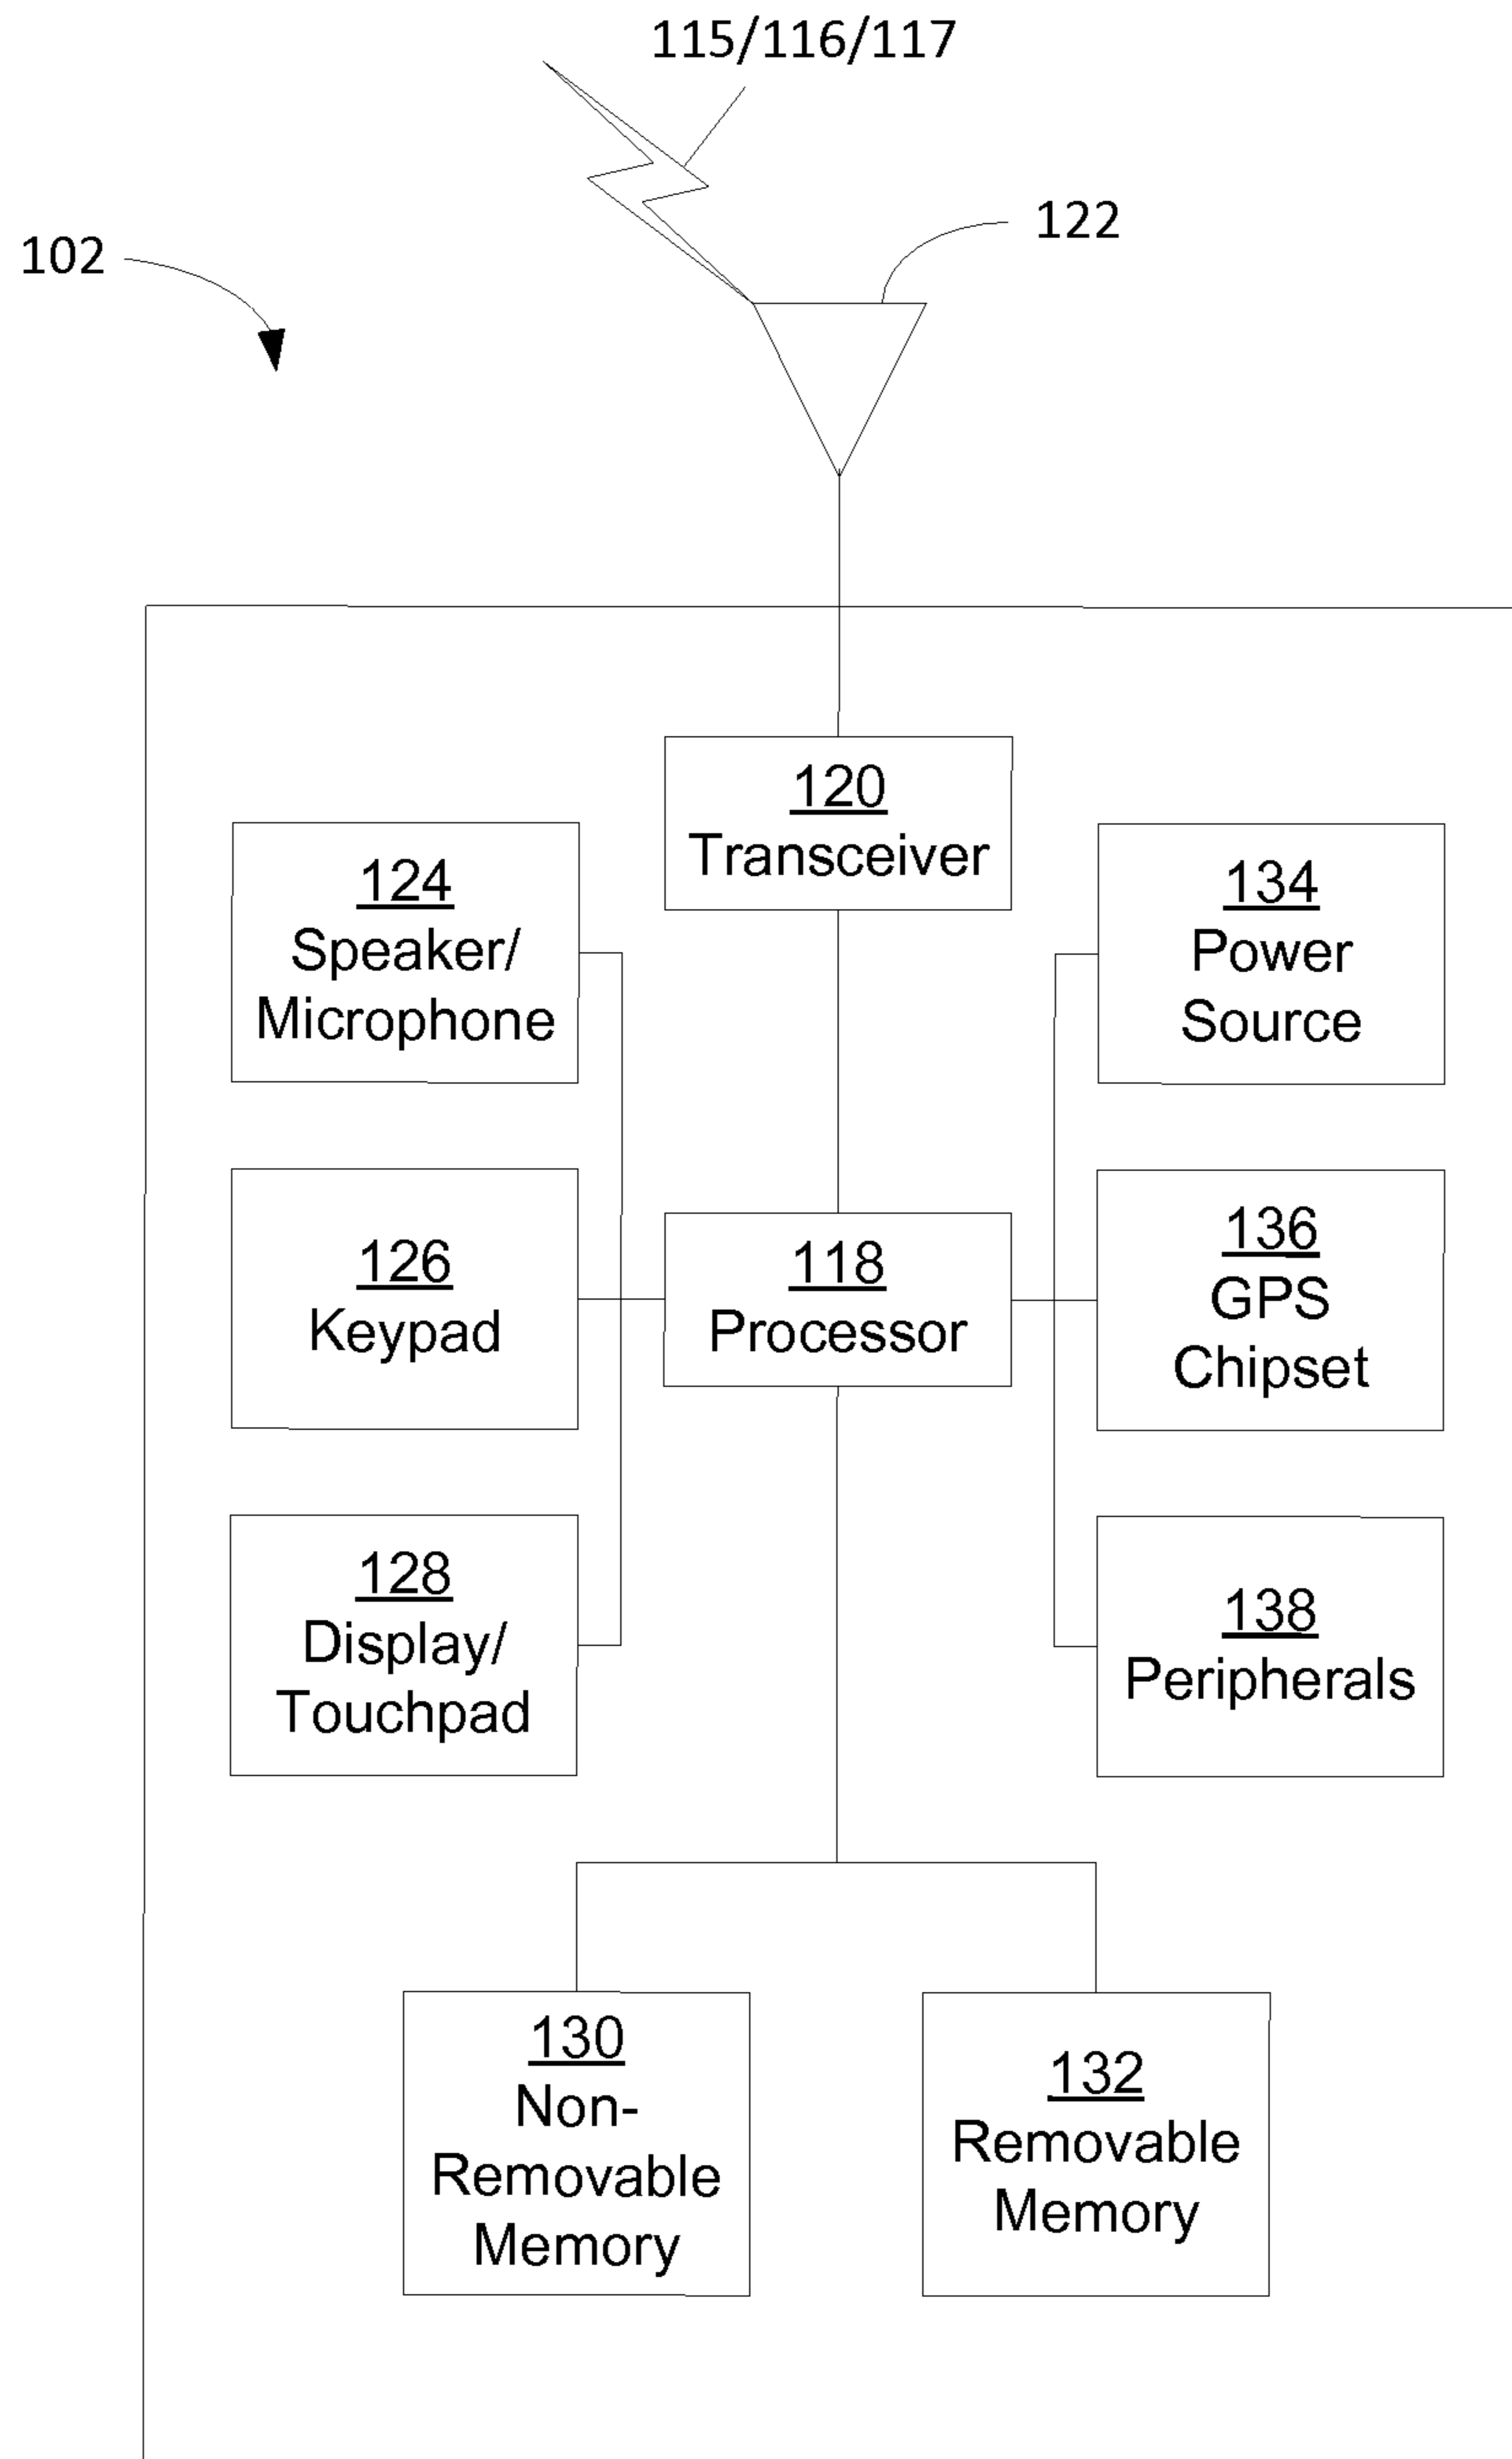 115/116/117
122
102
120
Transceiver
124
Speaker/
Microphone
134
Power
Source
126
Keypad
118
Processor
136
GPS
Chipset
128
Display/
Touchpad
138
Peripherals
130
Non-
Removable
Memory
132
Removable
Memory